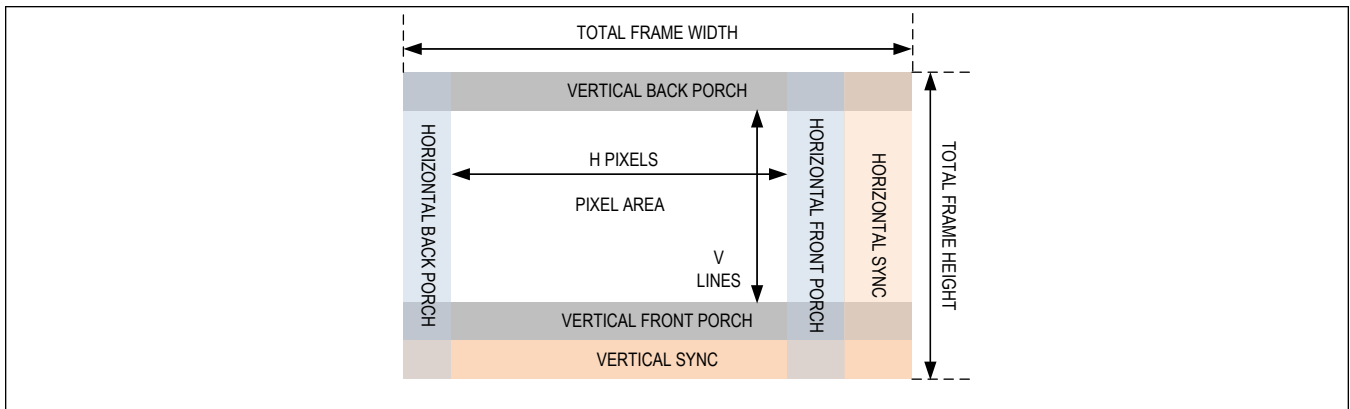 TOTAL FRAME WIDTH
VERTICAL BACK PORCH
HORIZONTAL BACK PORCH
H PIXELS
PIXEL AREA
V
LINES
HORIZONTAL FRONT PORCH
HORIZONTAL SYNC
TOTAL FRAME HEIGHT
VERTICAL FRONT PORCH
VERTICAL SYNC